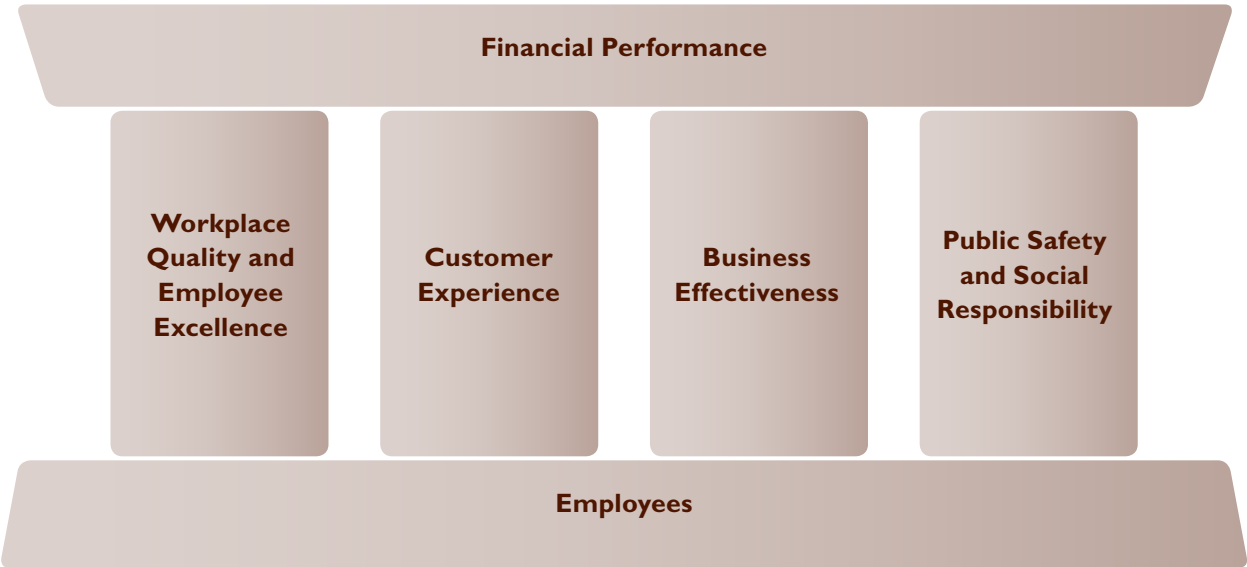 Financial Performance
Workplace
Quality and
Employee
Excellence
Customer
Experience
Business
Effectiveness
Public Safety
and Social
Responsibility
Employees